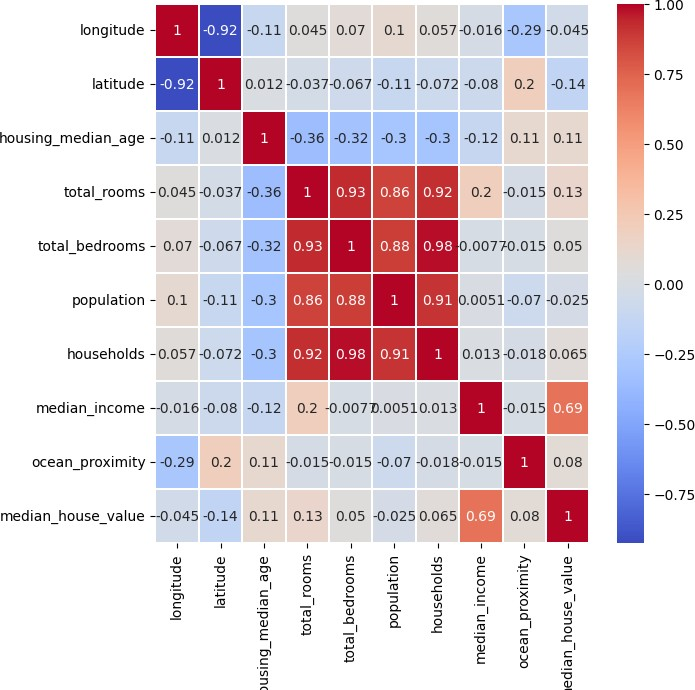 longitude 1 -0.92 -0.11 0.045 0.07 0.1 0.057 -0.016 -0.29 -0.045
latitude -0.92 1 0.012 -0.037 -0.067 -0.11 -0.072 -0.08 0.2 -0.14
housing_median_age -0.11 0.012 1 -0.36 -0.32 -0.3 -0.3 -0.12 0.11 0.11
total_rooms 0.045 -0.037 -0.36 1 0.93 0.86 0.92 0.2 -0.015 0.13
total_bedrooms 0.07 -0.067 -0.32 0.93 1 0.88 0.98 -0.0077 -0.015 0.05
population 0.1 -0.11 -0.3 0.86 0.88 1 0.91 0.0051 -0.07 -0.025
households 0.057 -0.072 -0.3 0.92 0.98 0.91 1 0.013 -0.018 0.065
median_income -0.016 -0.08 -0.12 0.2 -0.0077 0.0051 0.013 1 -0.015 0.69
ocean_proximity -0.29 0.2 0.11 -0.015 -0.015 -0.07 -0.018 -0.015 1 0.08
median_house_value -0.045 -0.14 0.11 0.13 0.05 -0.025 0.065 0.69 0.08 1
longitude
latitude
ousing_median_age
total_rooms
total_bedrooms
population
households
median_income
ocean_proximity
edian_house_value
1.00
0.75
0.50
0.25
0.00
−0.25
−0.50
−0.75